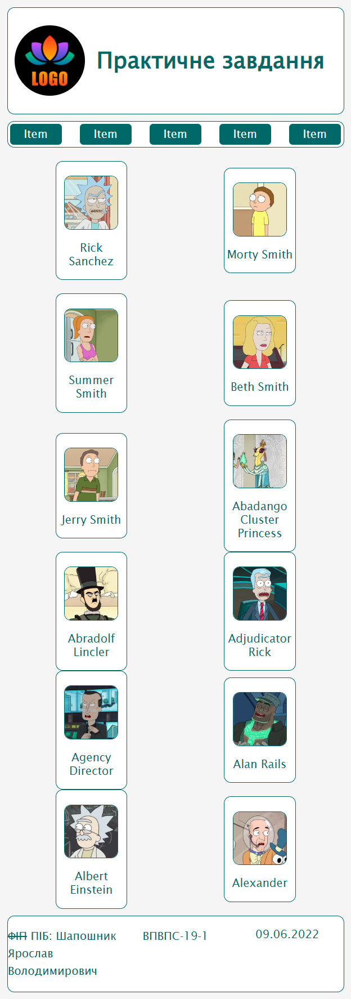 LOGO
Практичне завдання
Item Item Item Item Item
Rick
Sanchez
Morty Smith
Summer
Smith
Beth Smith
Jerry Smith
Abadango
Cluster
Princess
Abradolf
Lincler
Adjudicator
Rick
Agency
Director
Alan Rails
Albert
Einstein
Alexander
ФІП ПІБ: Шапошник
Ярослав
Володимирович
ВПВПС-19-1
09.06.2022